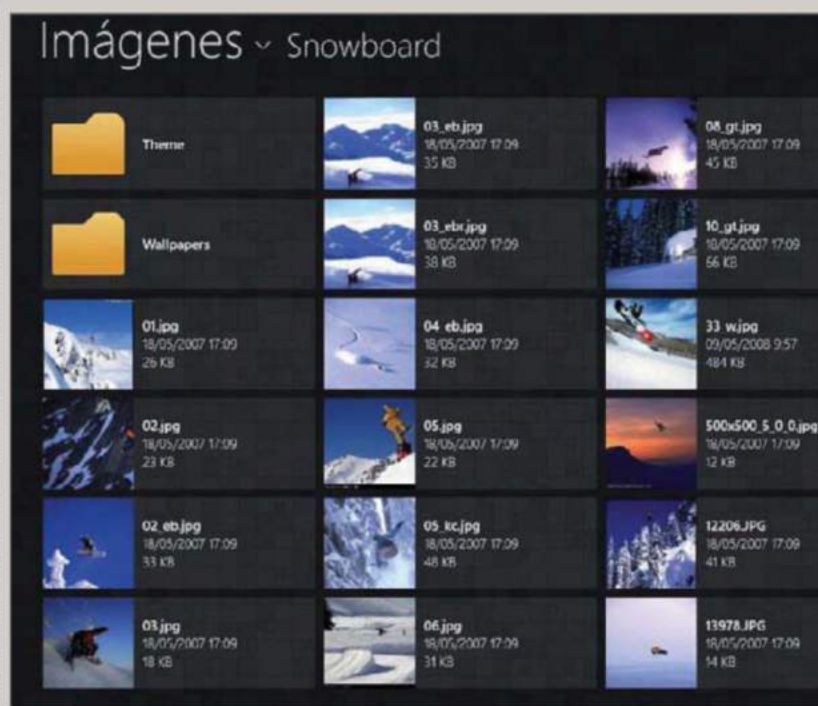 Imágenes Snowboard
Theme
Wallpapers
01.jpg
18/05/2007 17:09
26 KB
02.jpg
18/05/2007 17:09
23 KB
02_eb.jpg
18/05/2007 17:09
33 KB
03.jpg
18/05/2007 17:09
18 KB
03_eb.jpg
18/05/2007 17:09
35 KB
03_ebr.jpg
18/05/2007 17:09
38 KB
04_eb.jpg
18/05/2007 17:09
32 KB
05.jpg
18/05/2007 17:09
22 KB
05_kc.jpg
18/05/2007 17:09
48 KB
06.jpg
18/05/2007 17:09
31 KB
08_gt.jpg
18/05/2007 17:09
45 KB
10_gt.jpg
18/05/2007 17:09
66 KB
33_w.jpg
09/05/2008 9:57
484 KB
500x500_5_0_0.jpg
18/05/2007 17:09
12 KB
12206.JPG
18/05/2007 17:09
41 KB
13978.JPG
18/05/2007 17:09
14 KB